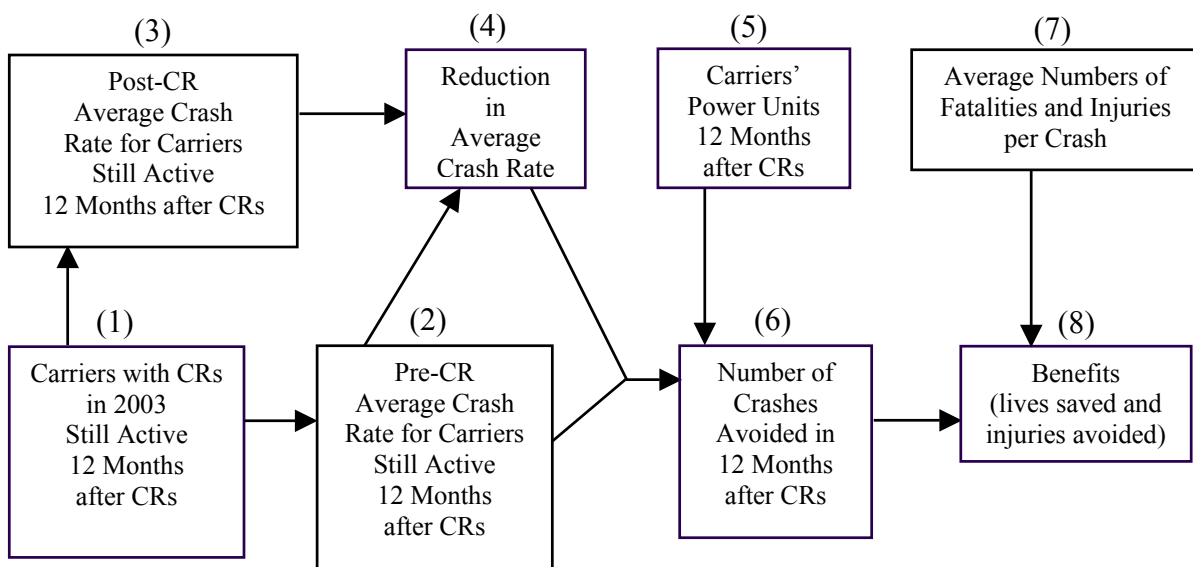 (3)
Post-CR
Average Crash
Rate for Carriers
Still Active
12 Months after CRs
(4)
Reduction
in
Average
Crash Rate
(5)
Carriers’
Power Units
12 Months
after CRs
(7)
Average Numbers of
Fatalities and Injuries
per Crash
(1)
Carriers with CRs
in 2003
Still Active
12 Months
after CRs
(2)
Pre-CR
Average Crash
Rate for Carriers
Still Active
12 Months
after CRs
(6)
Number of
Crashes
Avoided in
12 Months
after CRs
(8)
Benefits
(lives saved and
injuries avoided)